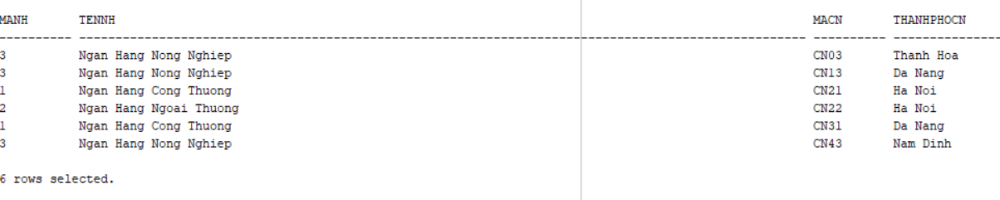 MANH TENNH MACN THANHPHOCN
---------- ---------------------------------------------------------------------------------------------------- ---------- ---------------
3 Ngan Hang Nong Nghiep CN03 Thanh Hoa
3 Ngan Hang Nong Nghiep CN13 Da Nang
1 Ngan Hang Cong Thuong CN21 Ha Noi
2 Ngan Hang Ngoai Thuong CN22 Ha Noi
1 Ngan Hang Cong Thuong CN31 Da Nang
3 Ngan Hang Nong Nghiep CN43 Nam Dinh
6 rows selected.